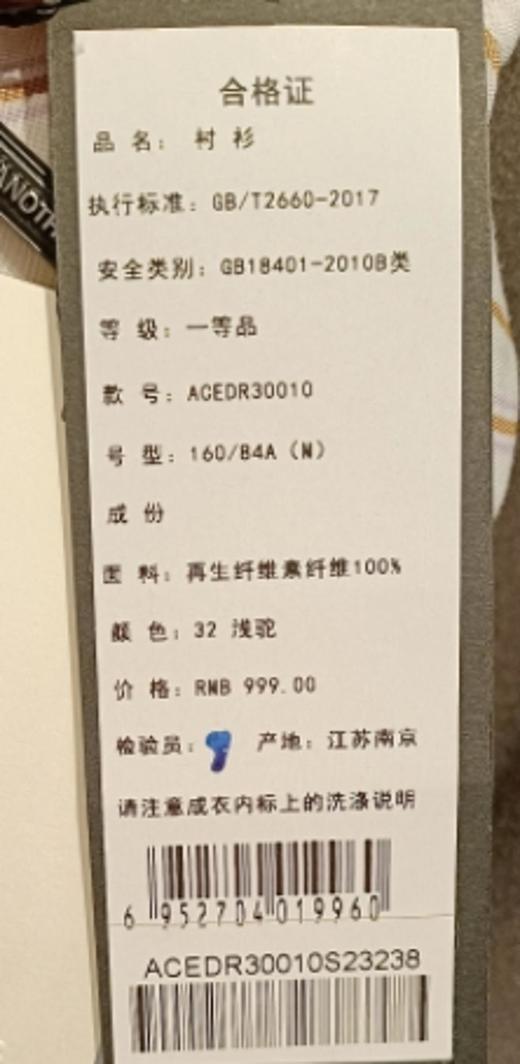 合格证
品 名： 衬 衫
执行标准：GB/T2660-2017
安全类别：GB18401-2010B类
等 级：一等品
款 号：ACEDR30010
号 型：160/84A（M）
成 份
面 料：再生纤维素纤维100%
颜 色：32 浅驼
价 格：RMB 999.00
检验员：9 产地：江苏南京
请注意成衣内标上的洗涤说明
6 952704 019960
ACEDR30010S23238